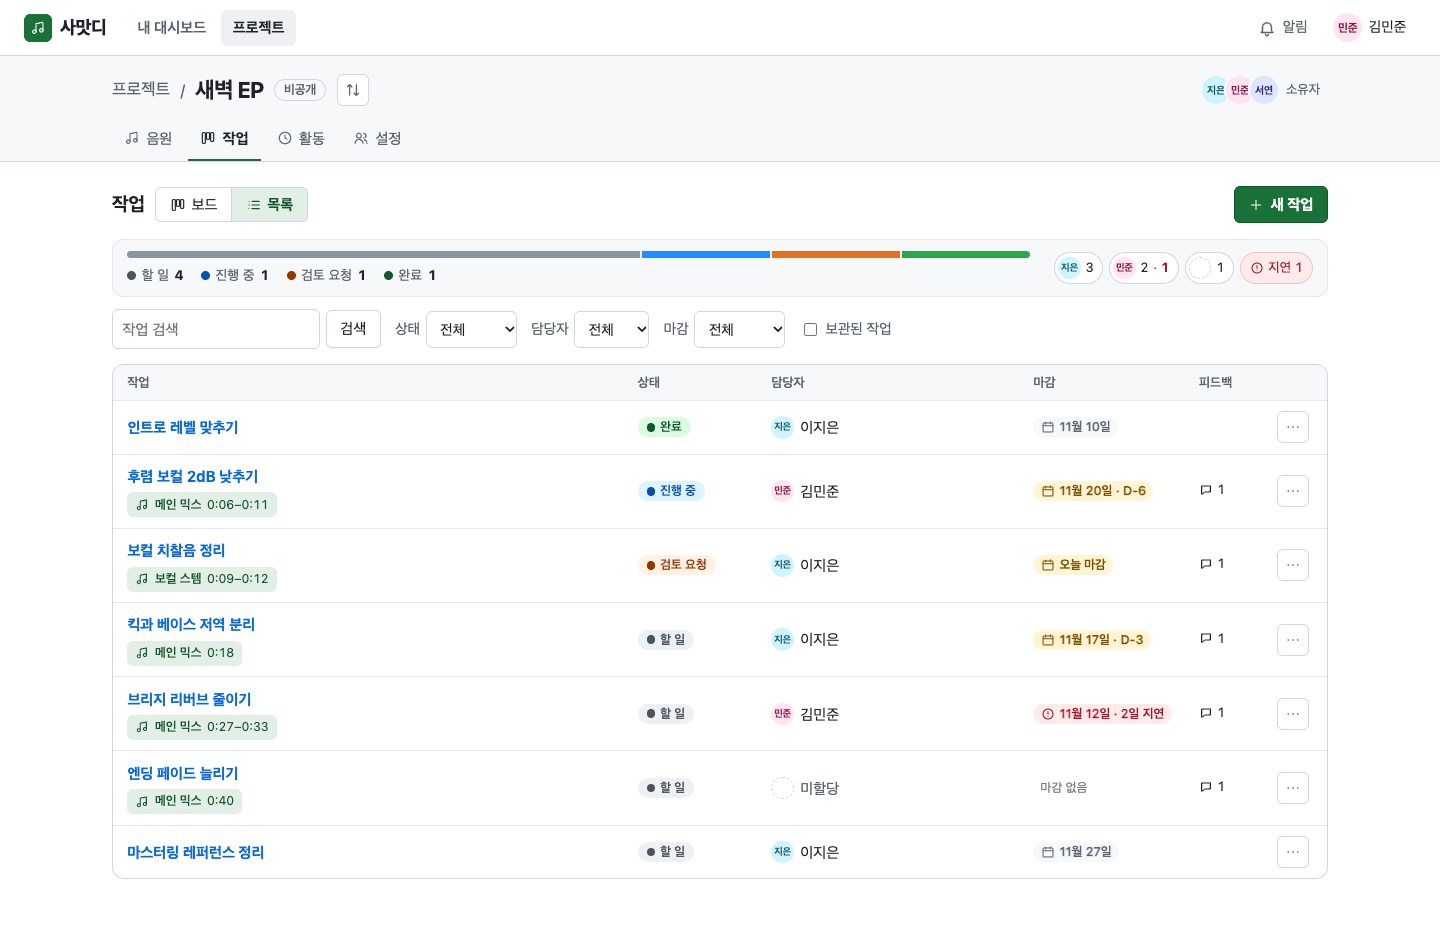 사맛디 내 대시보드 프로젝트 알림 민준 김민준
프로젝트 / 새벽 EP 비공개 지은 민준 서연 소유자
음원 작업 활동 설정
작업 보드 목록 + 새 작업
할 일 4 진행 중 1 검토 요청 1 완료 1 지은 3 민준 2 · 1 1 지연 1
작업 검색 검색 상태 전체 담당자 전체 마감 전체 보관된 작업
작업 상태 담당자 마감 피드백
인트로 레벨 맞추기 완료 지은 이지은 11월 10일 ···
후렴 보컬 2dB 낮추기
메인 믹스 0:06–0:11 진행 중 민준 김민준 11월 20일 · D-6 1 ···
보컬 치찰음 정리
보컬 스템 0:09–0:12 검토 요청 지은 이지은 오늘 마감 1 ···
킥과 베이스 저역 분리
메인 믹스 0:18 할 일 지은 이지은 11월 17일 · D-3 1 ···
브리지 리버브 줄이기
메인 믹스 0:27–0:33 할 일 민준 김민준 11월 12일 · 2일 지연 1 ···
엔딩 페이드 늘리기
메인 믹스 0:40 할 일 미할당 마감 없음 1 ···
마스터링 레퍼런스 정리 할 일 지은 이지은 11월 27일 ···